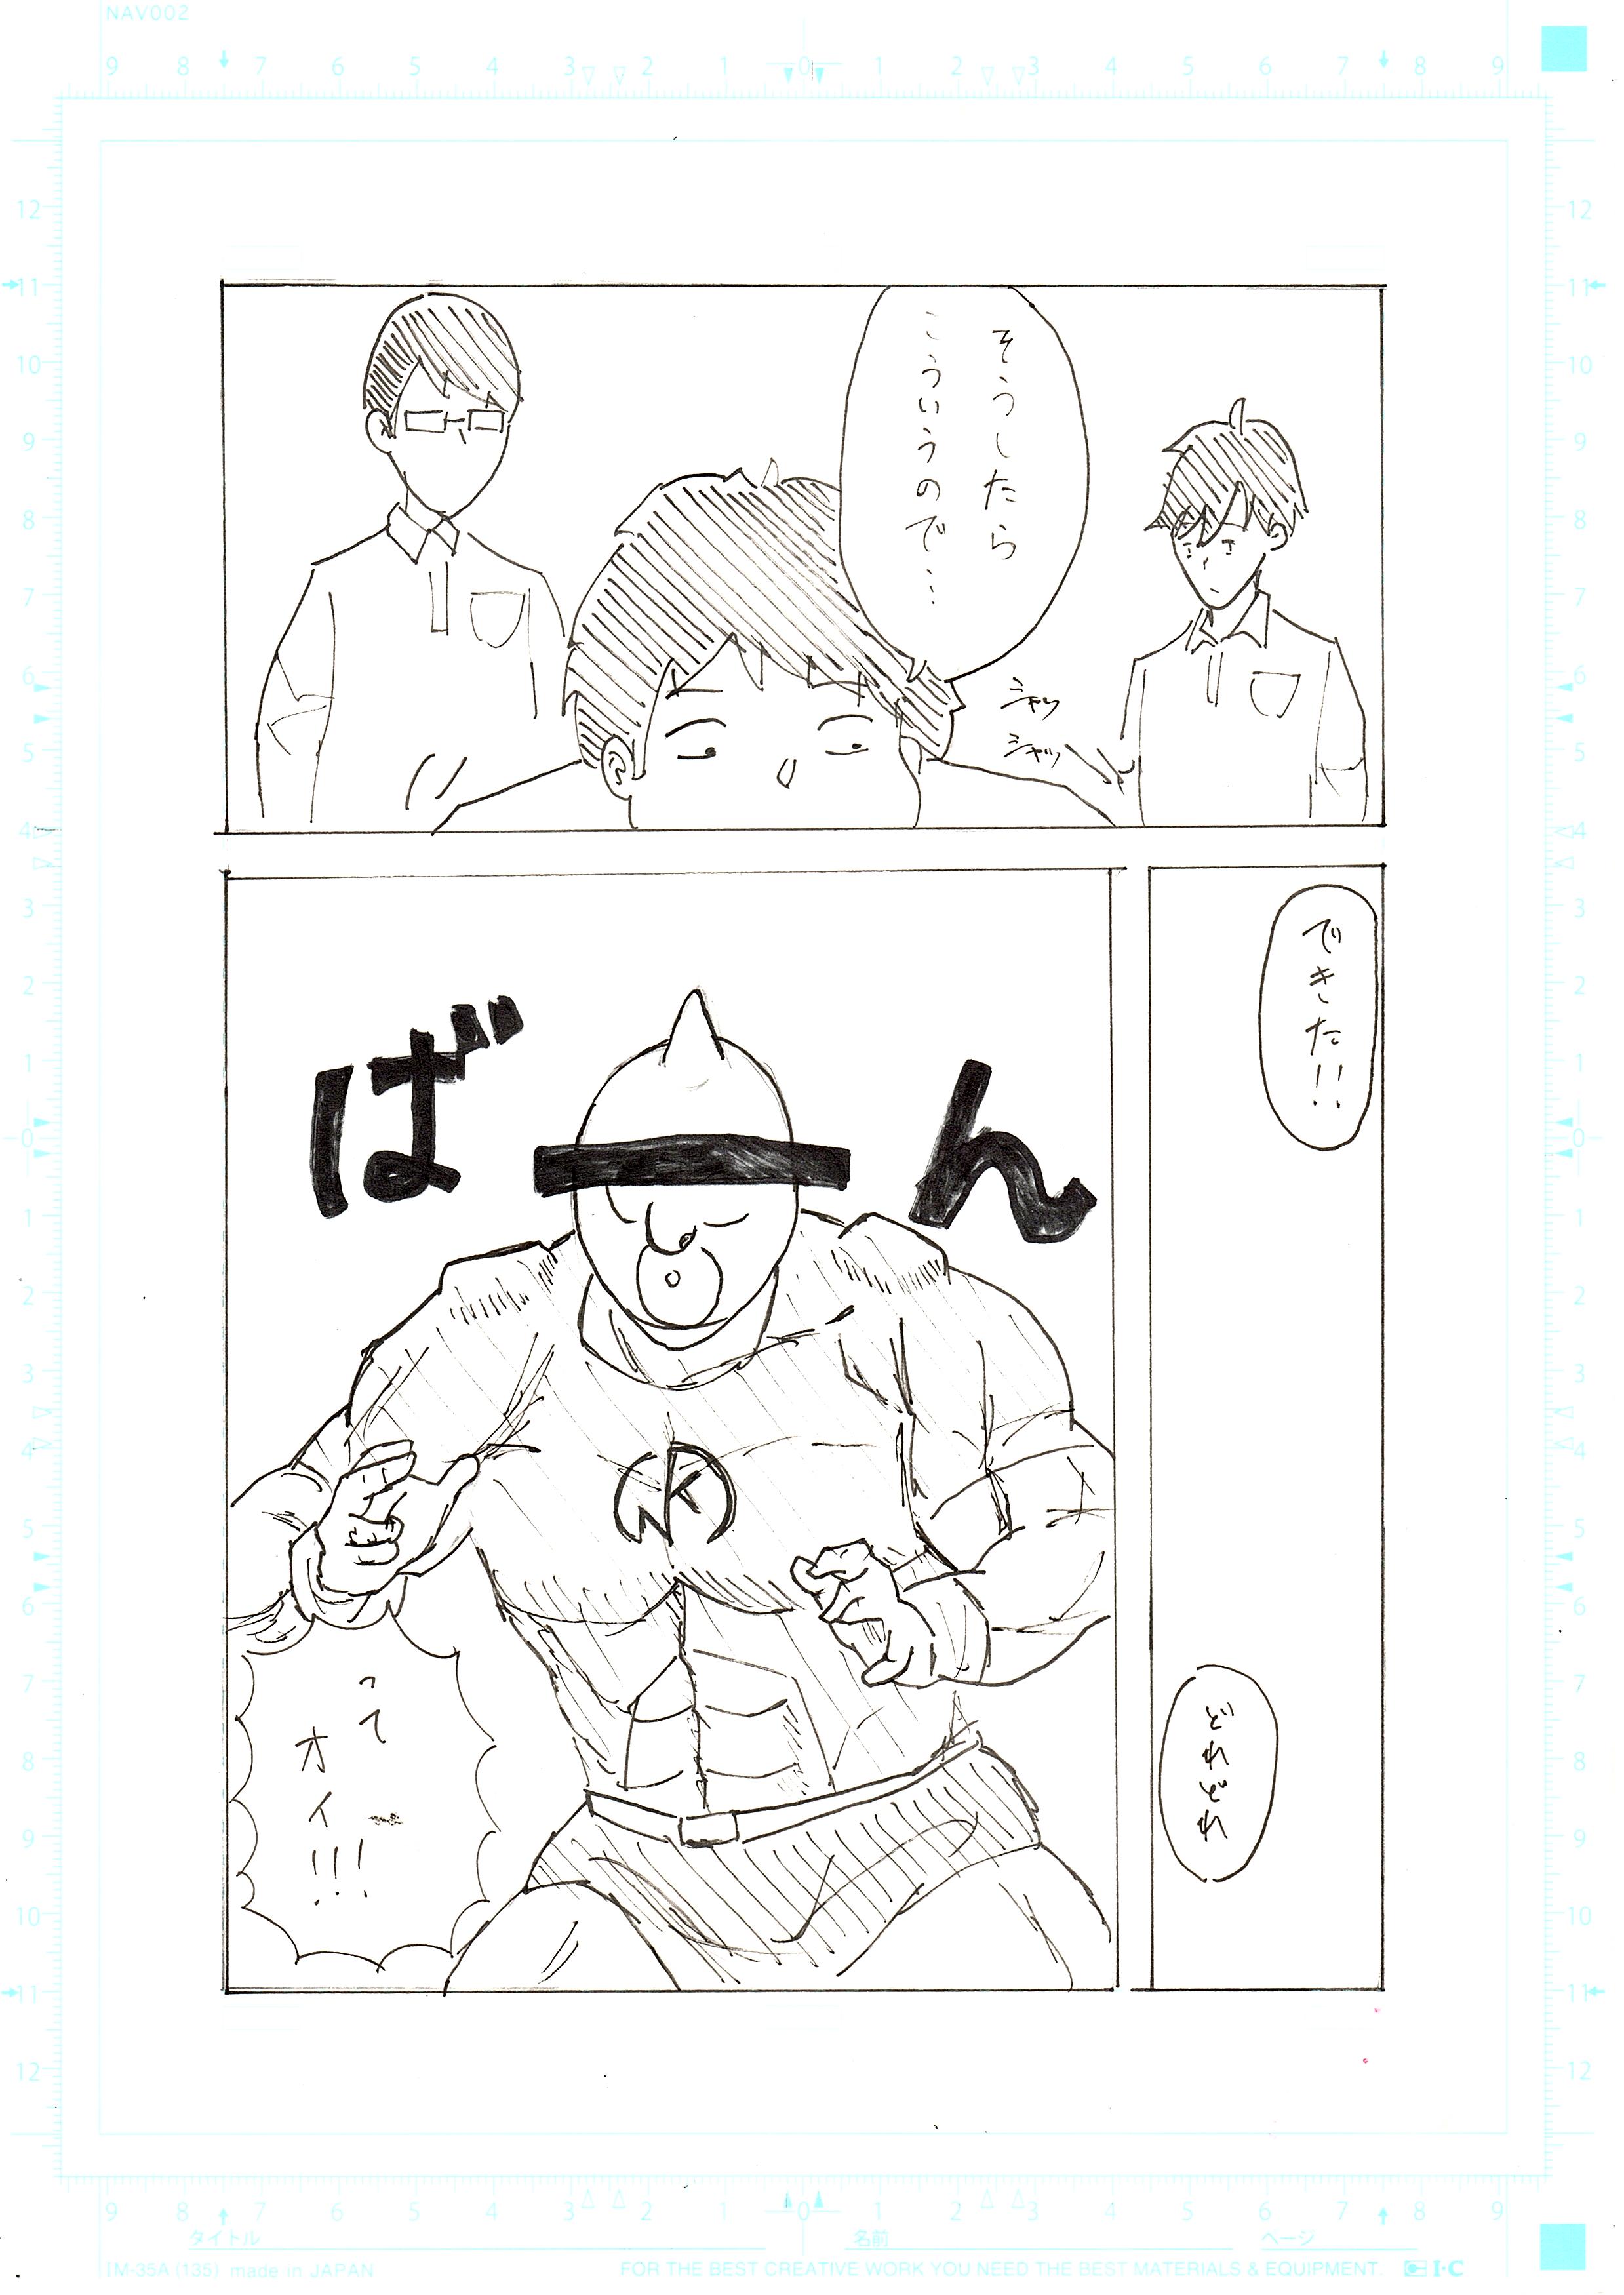 NAV002
そうしたら
こういうので…
シャッ
シャッ
できた!!
どれどれ
ばん
って
オイ!!!
タイトル
名前
ページ
IM-35A (135) made in JAPAN
FOR THE BEST CREATIVE WORK YOU NEED THE BEST MATERIALS & EQUIPMENT.
I·C